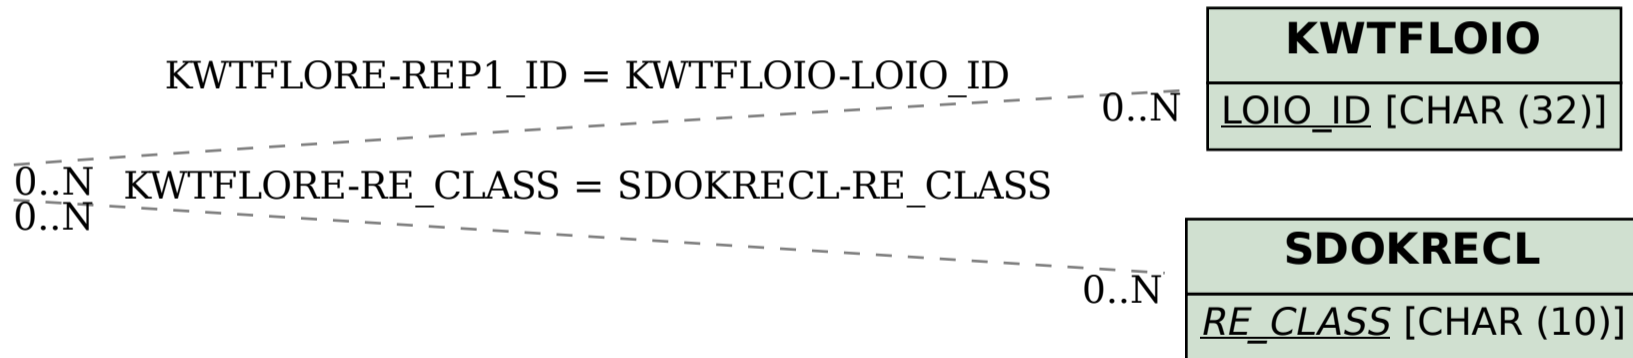 KWTFLOIO
KWTFLORE-REP1_ID = KWTFLOIO-LOIO_ID
0..N
LOIO_ID [CHAR (32)]
0..N
KWTFLORE-RE_CLASS = SDOKRECL-RE_CLASS
0..N
SDOKRECL
0..N
RE_CLASS [CHAR (10)]